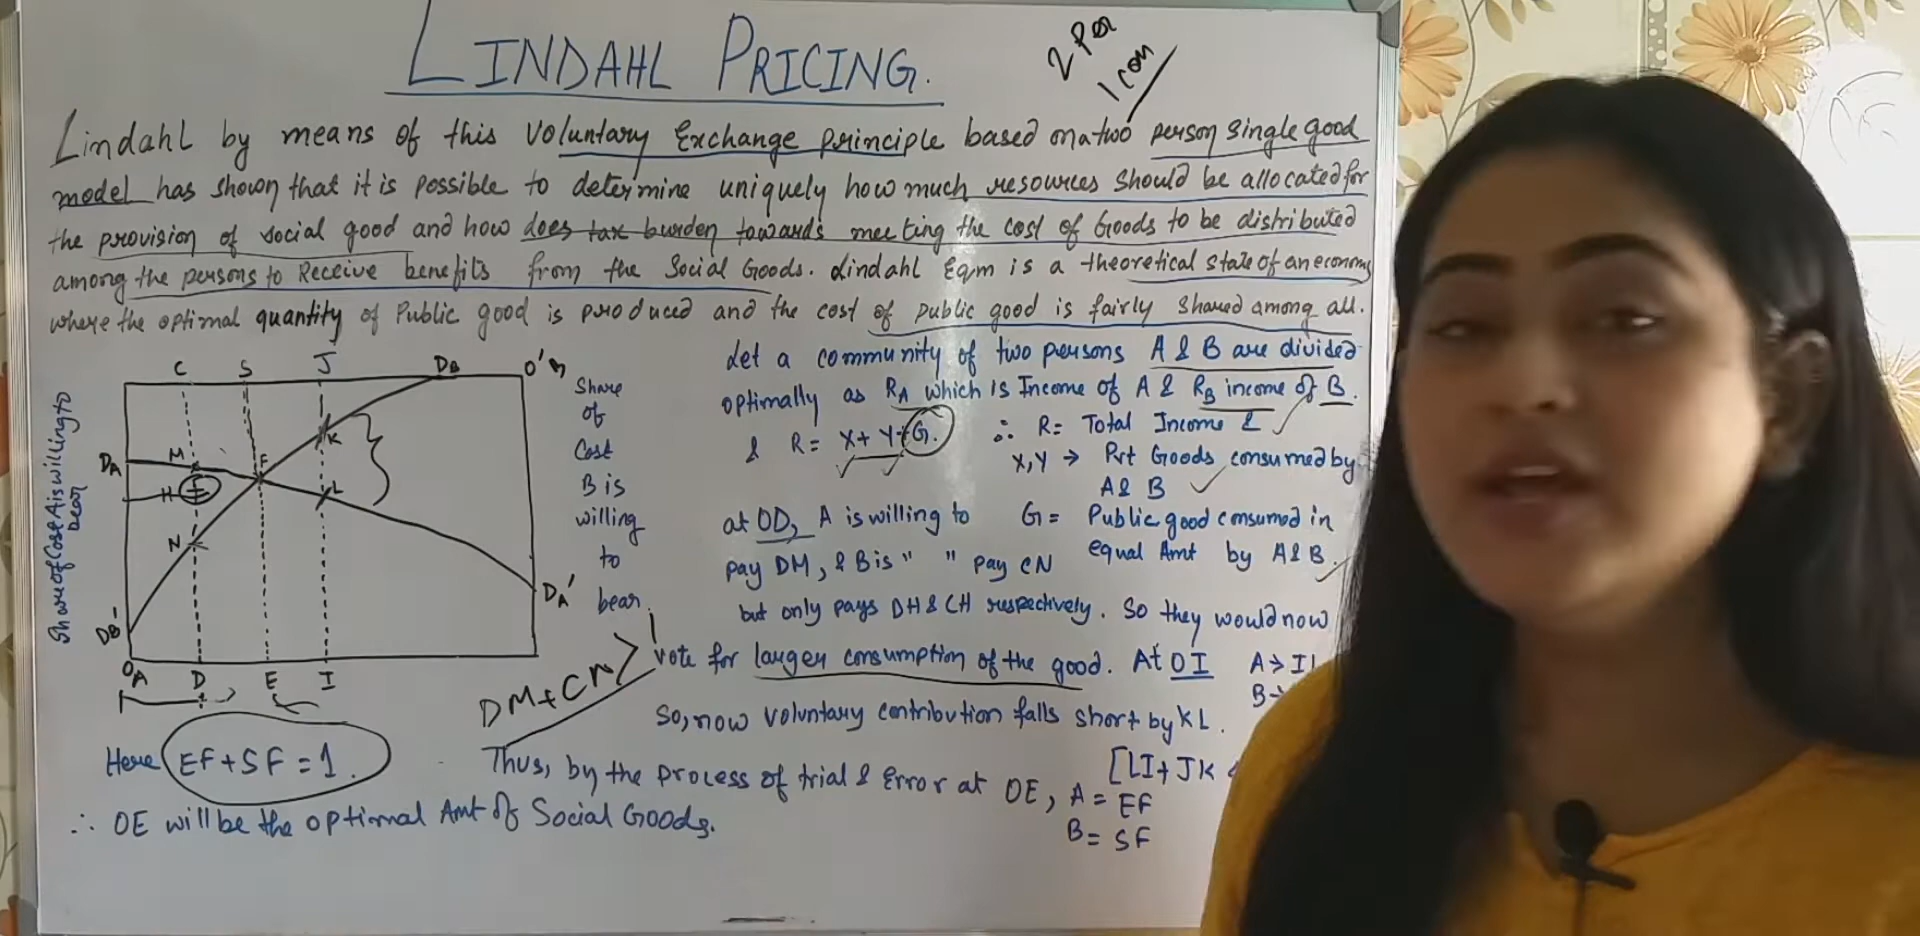 LINDAHL PRICING.
2 Per
1 com
Lindahl by means of this Voluntary Exchange principle based on a two person single good
model has shown that it is possible to determine uniquely how much resources should be allocated for
the provision of social good and how does tax burden towards meeting the cost of Goods to be distributed
among the persons to Receive benefits from the Social Goods. Lindahl Eqm is a theoretical state of an economy
where the optimal quantity of Public good is produced and the cost of public good is fairly shared among all.
C S J DB O'B
DA M F K
H L
N DA'
DB'
OA D E I
Share of Cost A is willing to
bear
Share
of
Cost
B is
willing
to
bear.
Let a community of two persons A & B are divided
optimally as RA which is Income of A & RB income of B.
& R= X+Y+G. ∴ R= Total Income &
X,Y → Pvt Goods consumed by
A & B
at OD, A is willing to G= Public good consumed in
pay DM, & B is " " pay CN equal Amt by A & B.
but only pays DH & CH respectively. So they would now
vote for larger consumption of the good. At OI A→ IL
B→
DM+CN>1
So, now voluntary contribution falls short by KL.
[LI+JK <
Here EF+SF=1.
Thus, by the process of trial & Error at OE, A= EF
B= SF
∴ OE will be the optimal Amt of Social Goods.